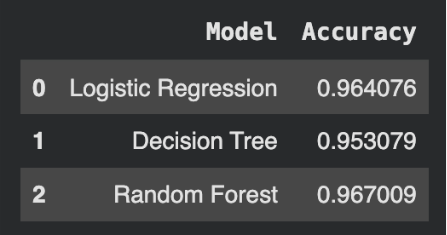 Model Accuracy
0 Logistic Regression 0.964076
1 Decision Tree 0.953079
2 Random Forest 0.967009